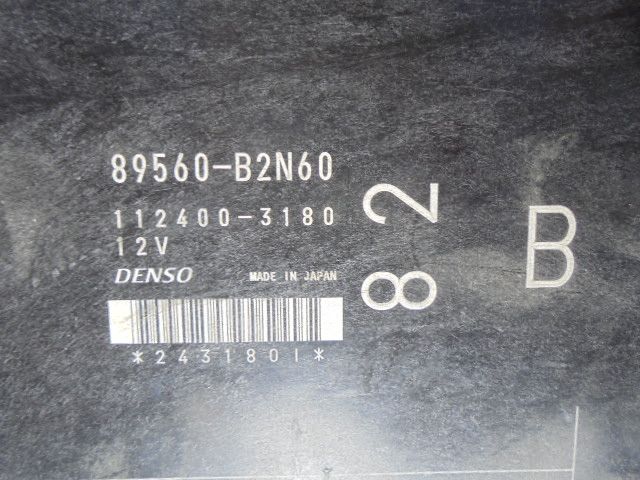 89560-B2N60
112400-3180
12V
DENSO MADE IN JAPAN
*2431801*
82
B